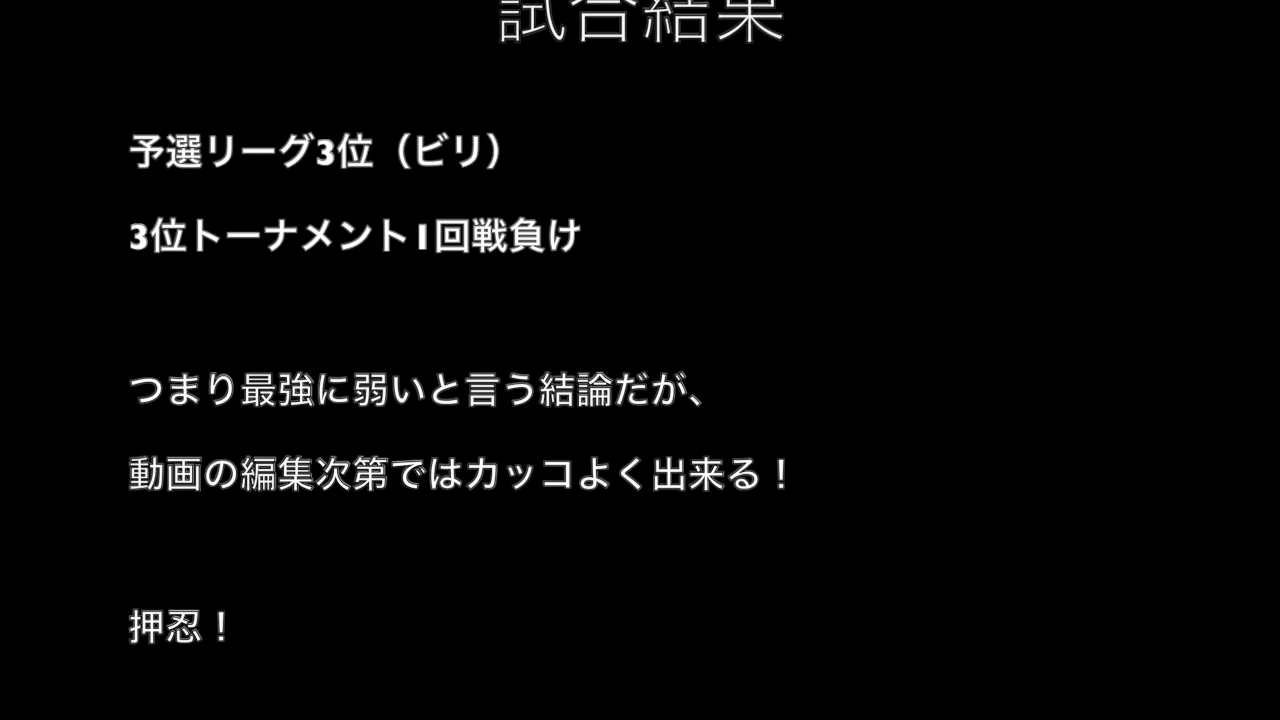 試合結果
予選リーグ3位（ビリ）
3位トーナメント1回戦負け
つまり最強に弱いと言う結論だが、
動画の編集次第ではカッコよく出来る！
押忍！